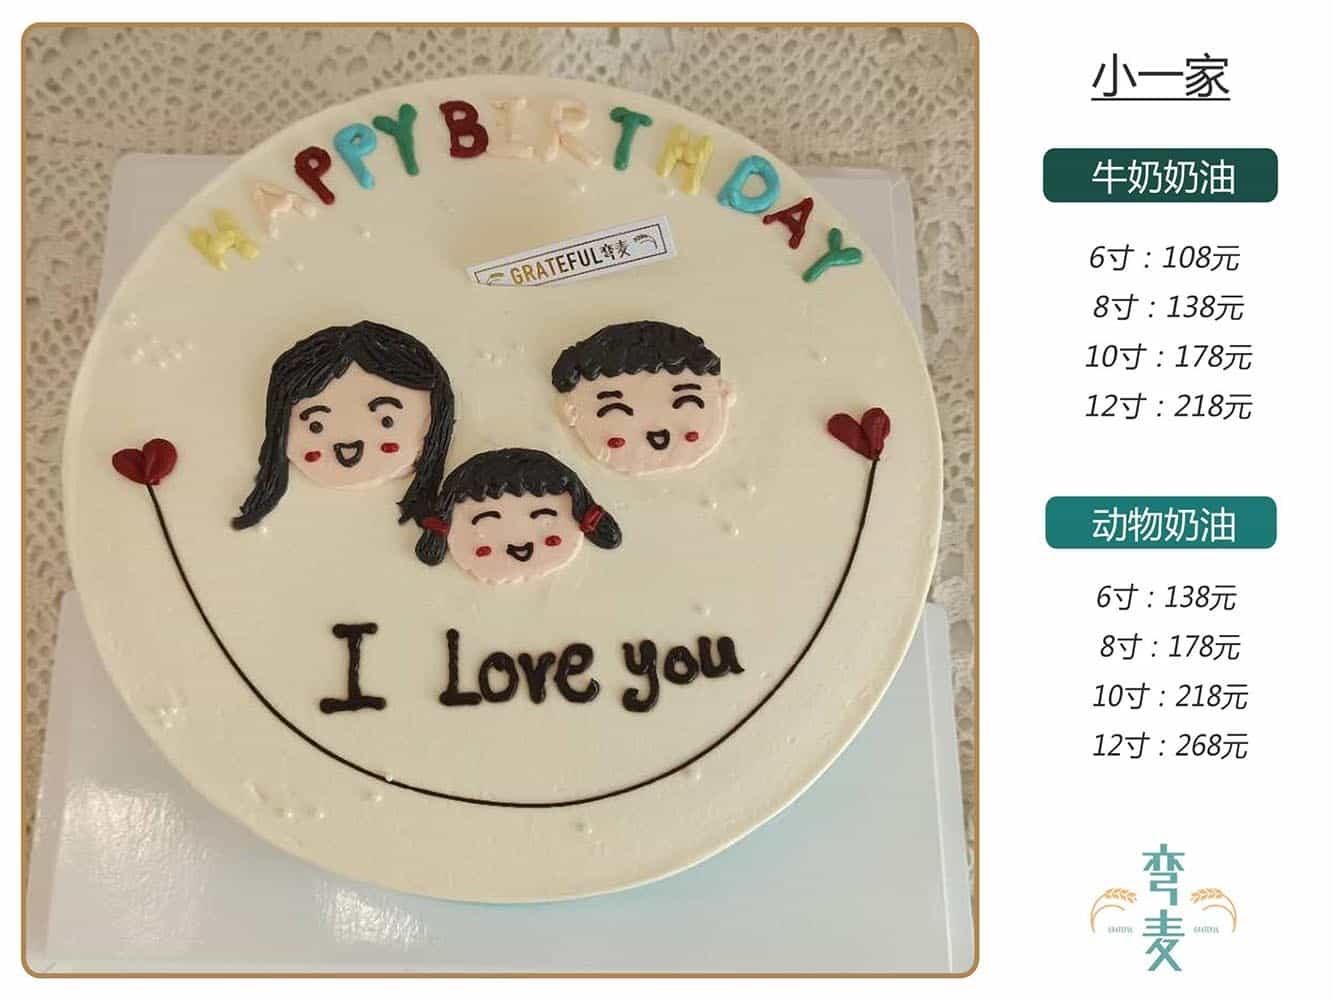 HAPPY BIRTHDAY
GRATEFUL弯麦
I Love you
小一家
牛奶奶油
6寸：108元
8寸：138元
10寸：178元
12寸：218元
动物奶油
6寸：138元
8寸：178元
10寸：218元
12寸：268元
弯麦
GRATEFUL GRATEFUL